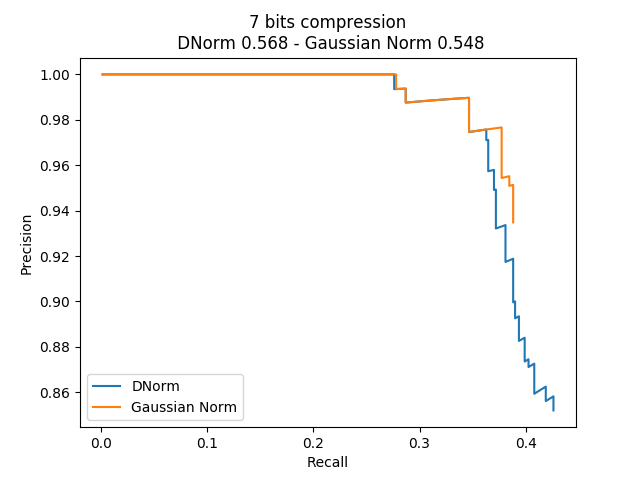 7 bits compression
DNorm 0.568 - Gaussian Norm 0.548
1.00
0.98
0.96
0.94
0.92
0.90
0.88
0.86
Precision
DNorm
Gaussian Norm
0.0 0.1 0.2 0.3 0.4
Recall